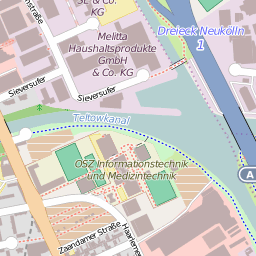 SE & Co.
KG
Melitta
Haushaltsprodukte
GmbH
& Co. KG
Dreieck Neukölln
1
Sieversufer
Sieversufer
Teltowkanal
OSZ Informationstechnik
und Medizintechnik
A
Zaandamer Straße